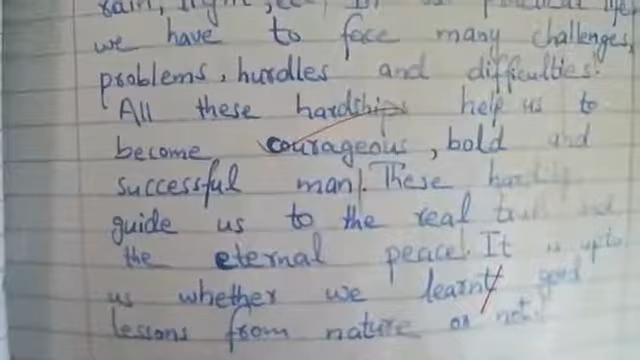 we have to face many challenges,
problems, hurdles and difficulties.
All these hardships help us to
become courageous, bold and
successful man. These
guide us to the real
the eternal peace. It is upto
us whether we learnt good
lessons from nature or not.